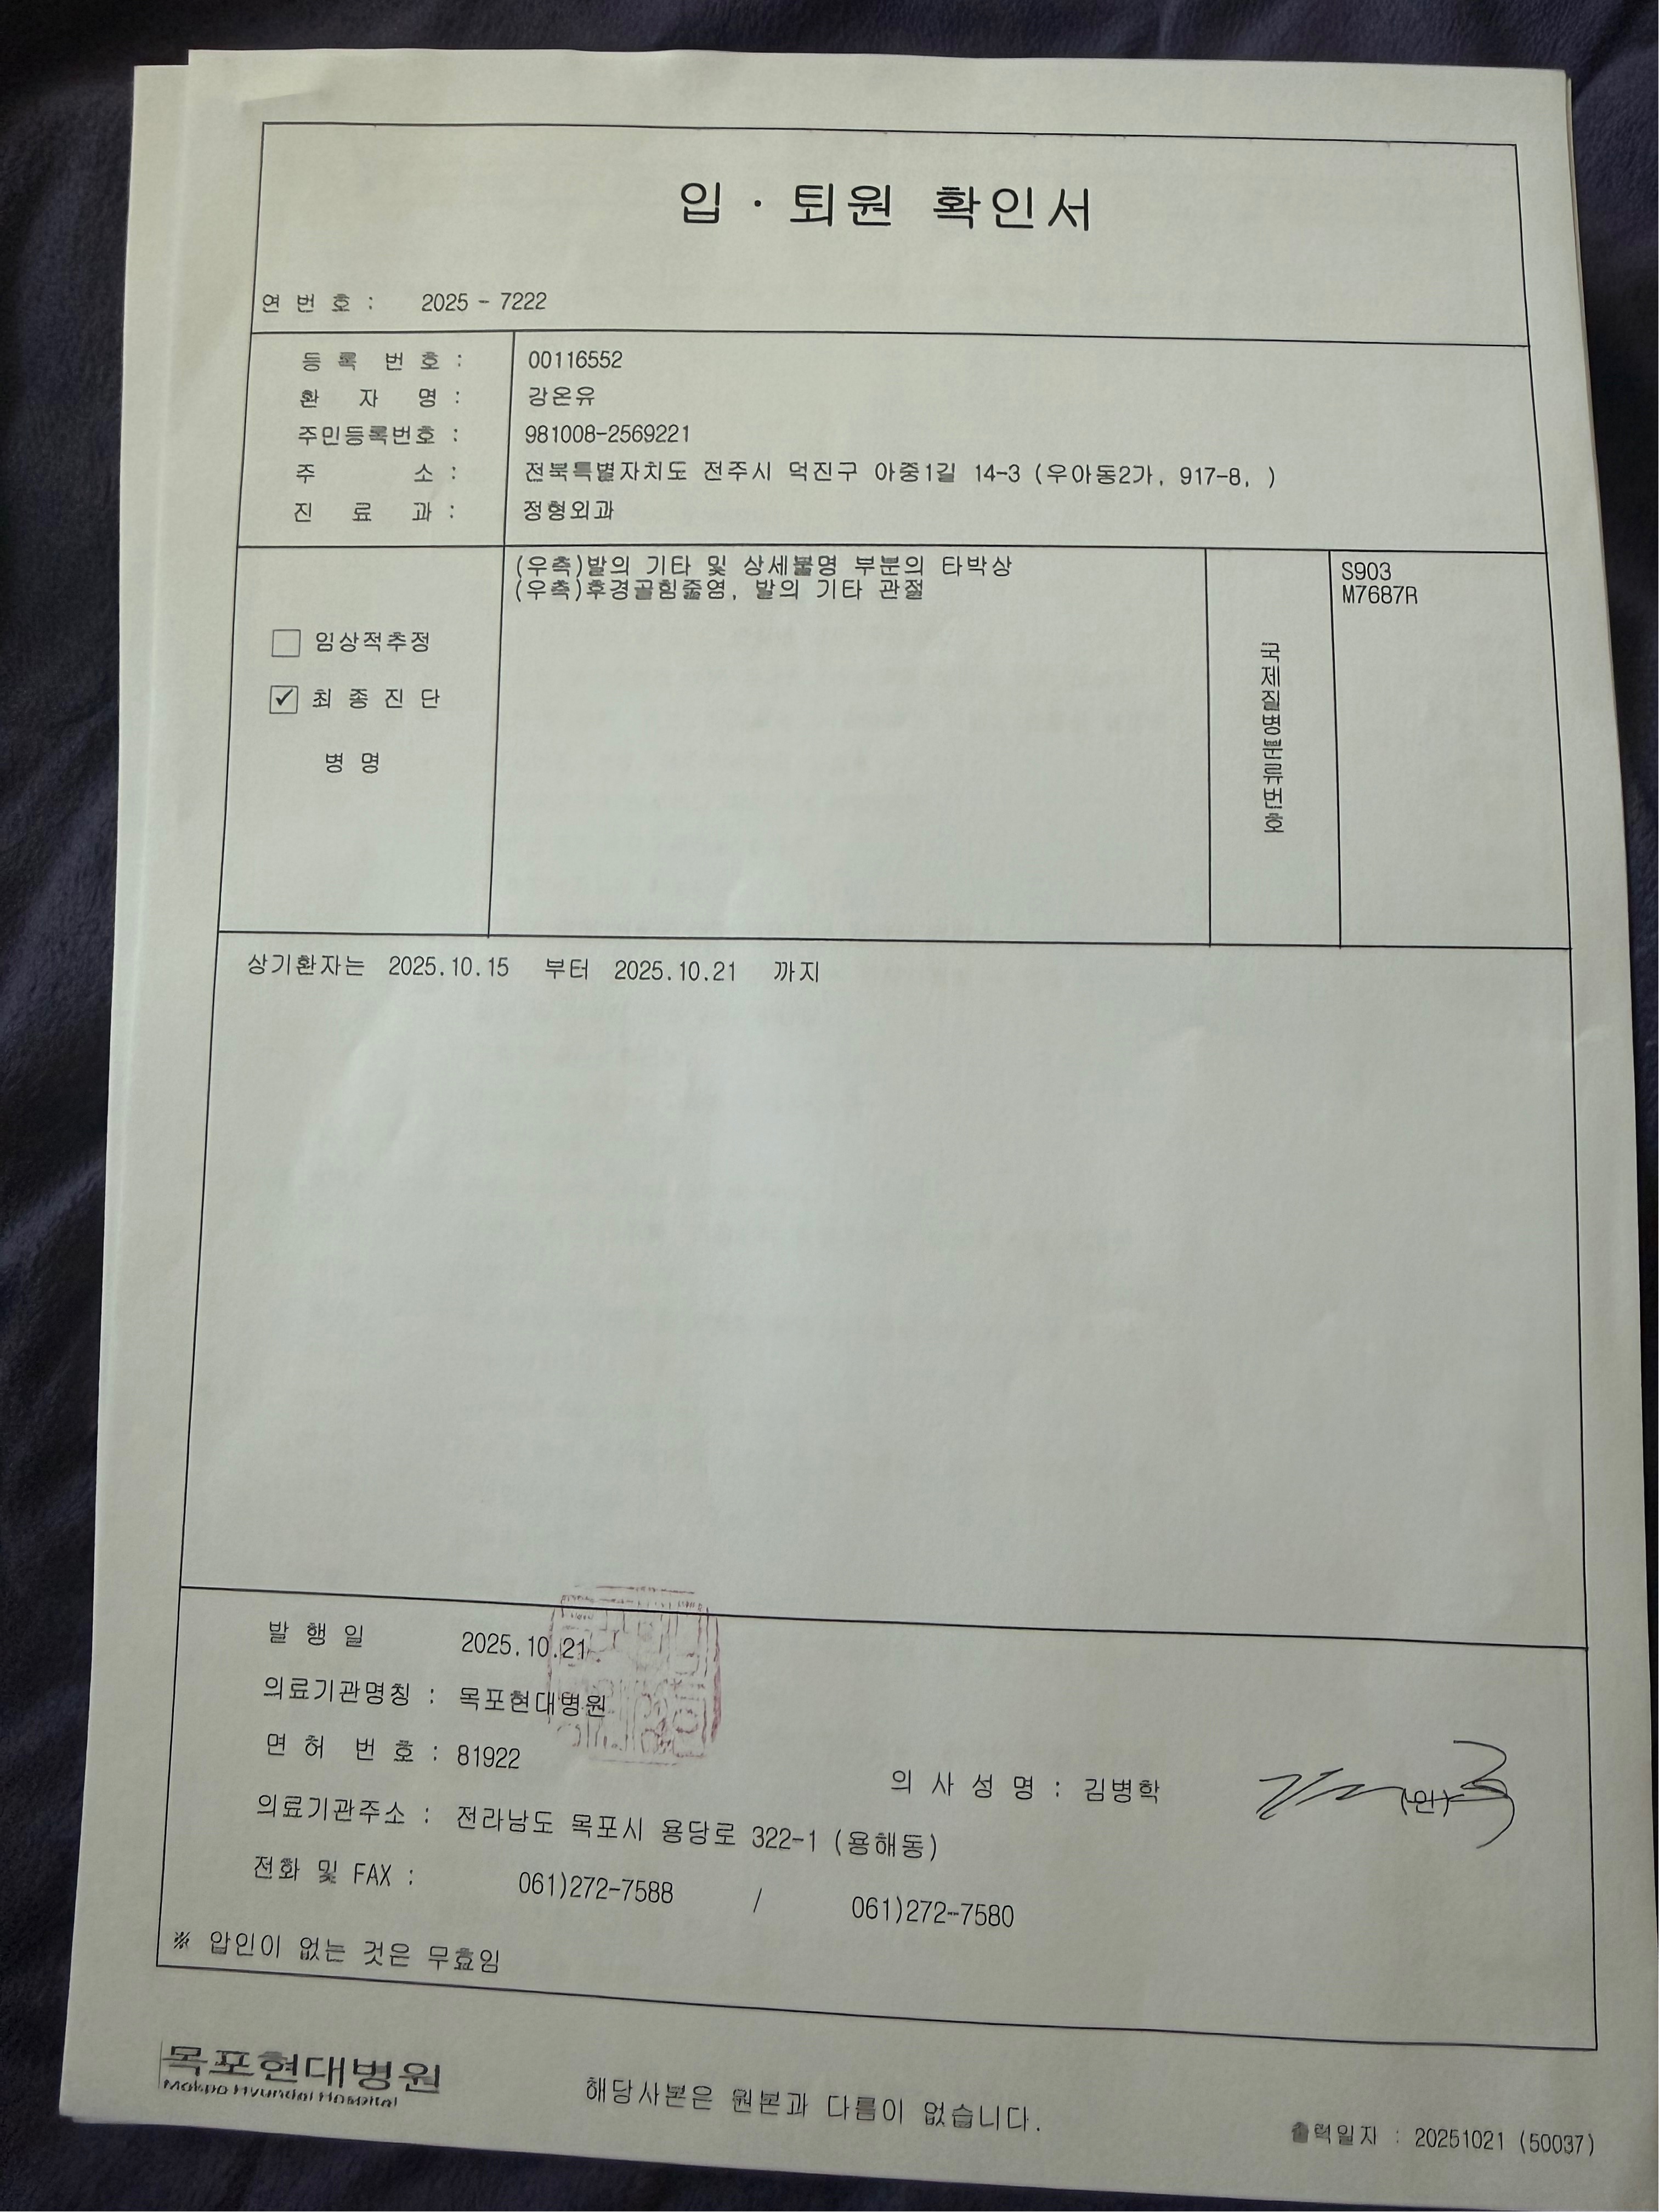 입 · 퇴원 확인서
연 번 호 : 2025 - 7222
등 록 번 호 : 00116552
환 자 명 : 강온유
주민등록번호 : 981008-2569221
주 소 : 전북특별자치도 전주시 덕진구 아중1길 14-3 (우아동2가, 917-8, )
진 료 과 : 정형외과
(우측)발의 기타 및 상세불명 부분의 타박상
(우측)후경골힘줄염, 발의 기타 관절
임상적추정
✓ 최 종 진 단
병 명
국제질병분류번호
S903
M7687R
상기환자는 2025.10.15 부터 2025.10.21 까지
발 행 일 2025.10.21
의료기관명칭 : 목포현대병원
면 허 번 호 : 81922
의 사 성 명 : 김병학 (인)
의료기관주소 : 전라남도 목포시 용당로 322-1 (용해동)
전화 및 FAX : 061)272-7588 / 061)272-7580
※ 압인이 없는 것은 무효임
목포현대병원
Mokpo Hyundai Hospital
해당사본은 원본과 다름이 없습니다.
출력일자 : 20251021 (50037)